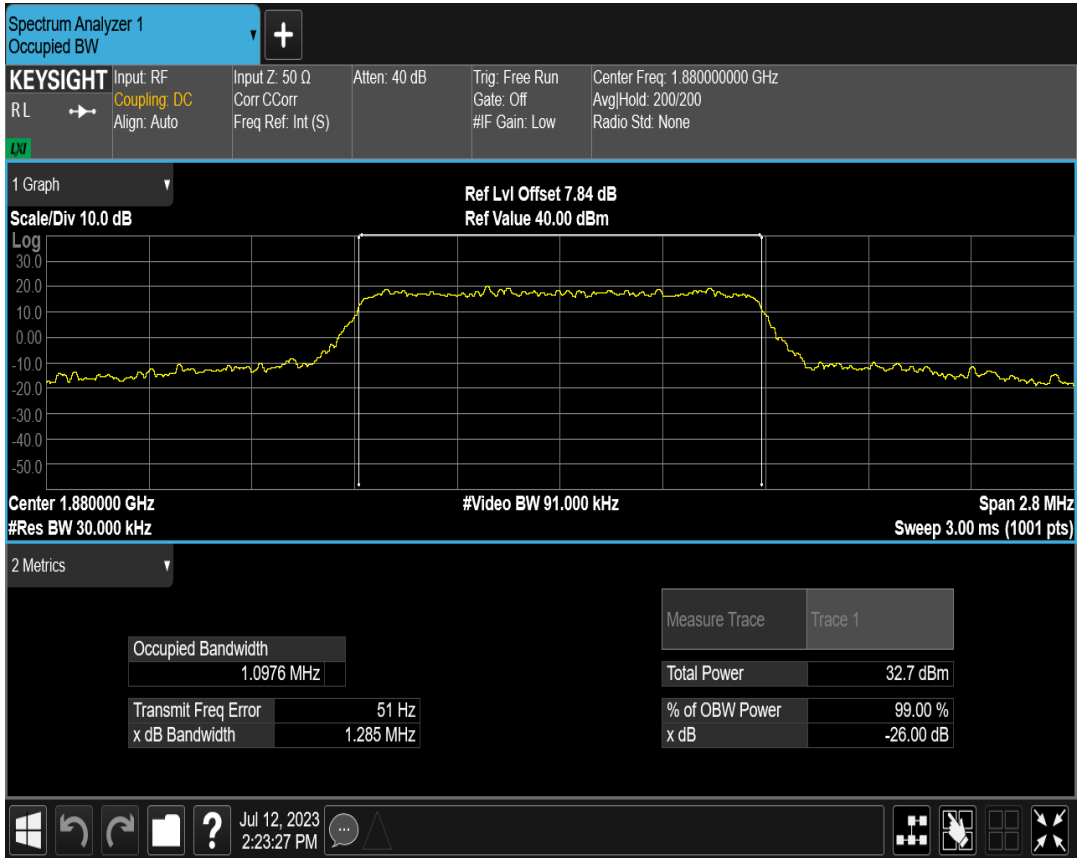 Spectrum Analyzer 1
Occupied BW
KEYSIGHT
RL
LXI
Input: RF
Coupling: DC
Align: Auto
Input Z: 50 Ω
Corr CCorr
Freq Ref: Int (S)
Atten: 40 dB
Trig: Free Run
Gate: Off
#IF Gain: Low
Center Freq: 1.880000000 GHz
Avg|Hold: 200/200
Radio Std: None
1 Graph
Scale/Div 10.0 dB
Ref Lvl Offset 7.84 dB
Ref Value 40.00 dBm
Log
30.0
20.0
10.0
0.00
-10.0
-20.0
-30.0
-40.0
-50.0
Center 1.880000 GHz
#Video BW 91.000 kHz
Span 2.8 MHz
#Res BW 30.000 kHz
Sweep 3.00 ms (1001 pts)
2 Metrics
Measure Trace Trace 1
Occupied Bandwidth
1.0976 MHz
Total Power 32.7 dBm
Transmit Freq Error 51 Hz
% of OBW Power 99.00 %
x dB Bandwidth 1.285 MHz
x dB -26.00 dB
?
Jul 12, 2023
2:23:27 PM